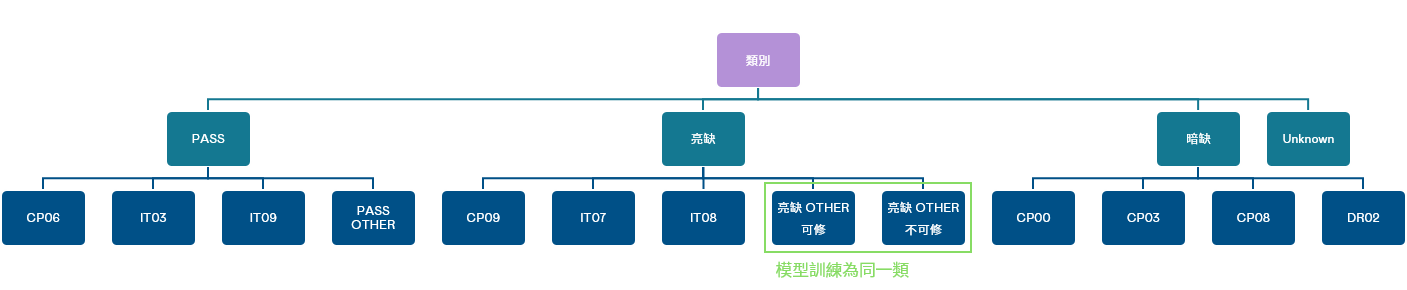 類別
PASS
亮缺
暗缺
Unknown
CP06
IT03
IT09
PASS
OTHER
CP09
IT07
IT08
亮缺 OTHER
可修
亮缺 OTHER
不可修
CP00
CP03
CP08
DR02
模型訓練為同一類